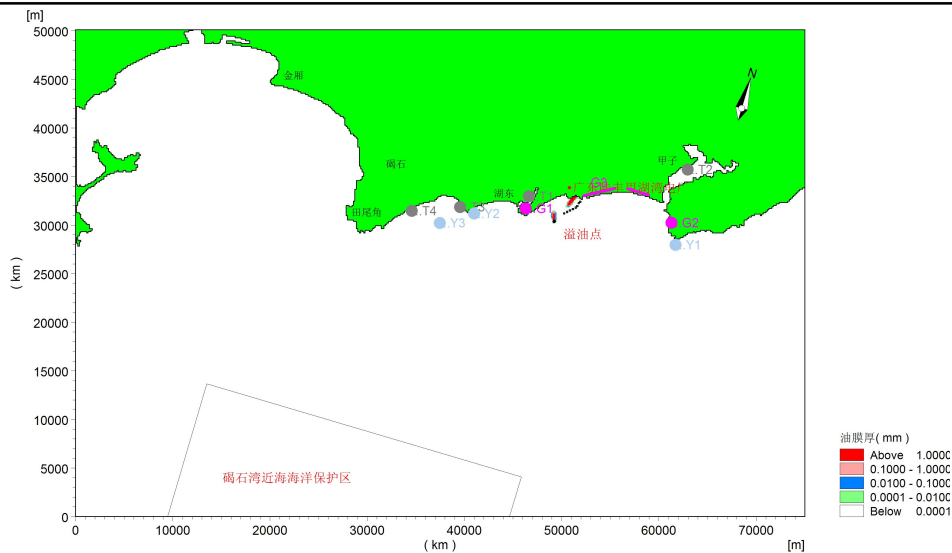 [m]
50000
45000
40000
35000
30000
25000
20000
15000
10000
5000
0
( km )
0
10000
20000
30000
40000
50000
60000
70000
( km )
[m]
N
金厢
碣石
甲子
.T2
湖东
田尾角
.T4
.Y2
.Y3
.G1
G3
.G2
.Y1
溢油点
碣石湾近海海洋保护区
油膜厚( mm )
Above 1.0000
0.1000 - 1.0000
0.0100 - 0.1000
0.0001 - 0.0100
Below 0.0001